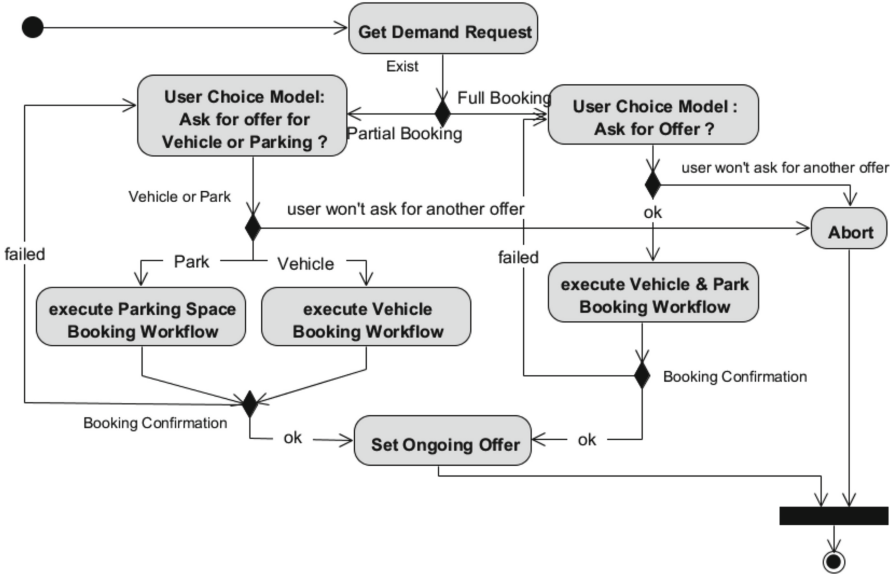 Get Demand Request
Exist
User Choice Model:
Ask for offer for
Vehicle or Parking ?
Full Booking
Partial Booking
User Choice Model :
Ask for Offer ?
user won't ask for another offer
Vehicle or Park
user won't ask for another offer
ok
Abort
failed
Park
Vehicle
failed
execute Parking Space
Booking Workflow
execute Vehicle
Booking Workflow
execute Vehicle & Park
Booking Workflow
Booking Confirmation
Booking Confirmation
ok
Set Ongoing Offer
ok